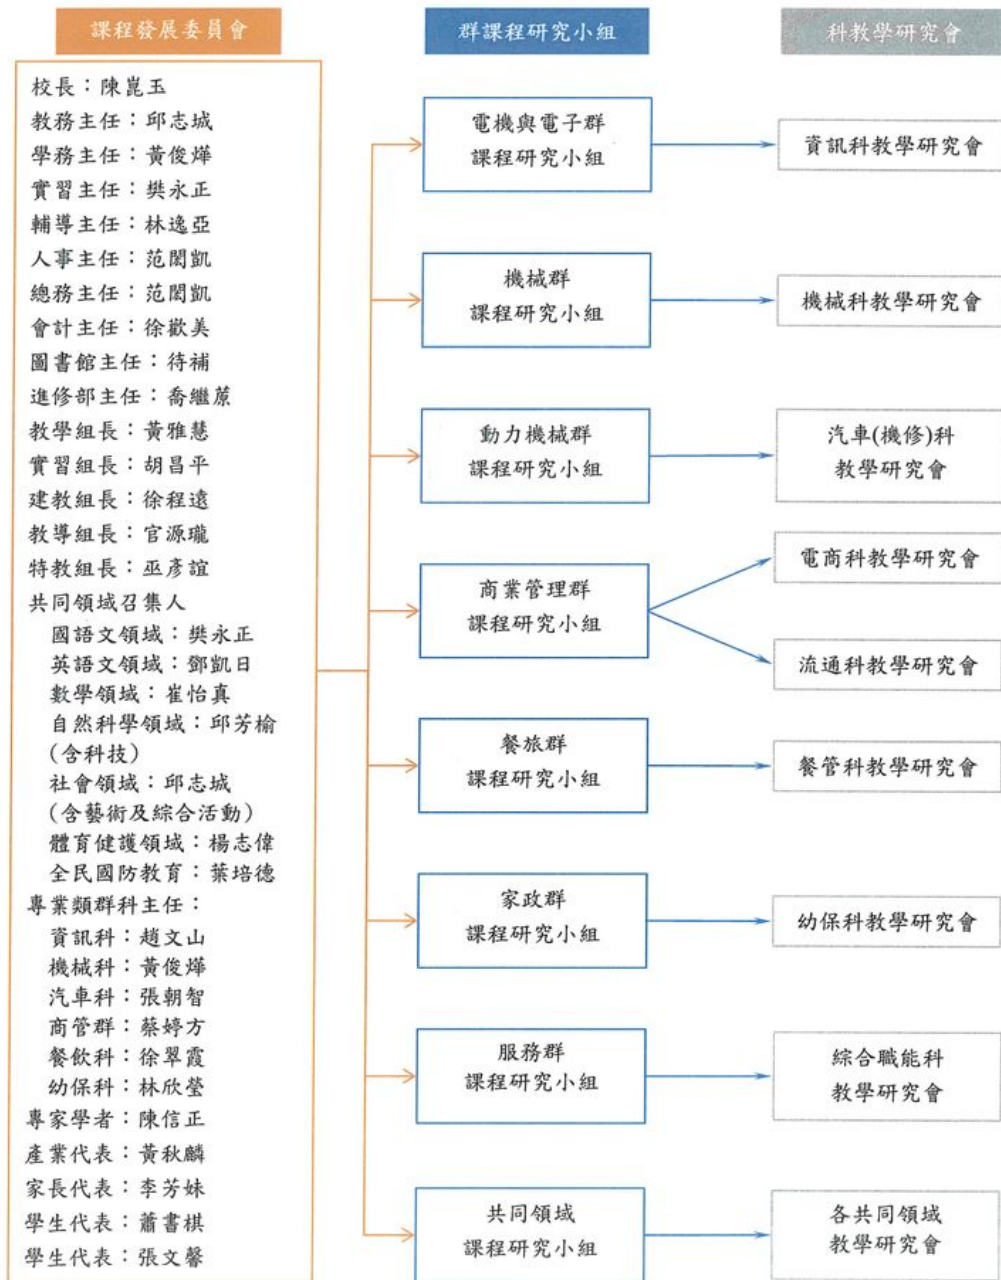 課程發展委員會
校長：陳崑玉
教務主任：邱志城
學務主任：黃俊燁
實習主任：樊永正
輔導主任：林逸亞
人事主任：范閎凱
總務主任：范閎凱
會計主任：徐歡美
圖書館主任：待補
進修部主任：喬繼蒝
教學組長：黃雅慧
實習組長：胡昌平
建教組長：徐程遠
教導組長：官源瓏
特教組長：巫彥誼
共同領域召集人
國語文領域：樊永正
英語文領域：鄧凱日
數學領域：崔怡真
自然科學領域：邱芳榆
(含科技)
社會領域：邱志城
(含藝術及綜合活動)
體育健護領域：楊志偉
全民國防教育：葉培德
專業類群科主任：
資訊科：趙文山
機械科：黃俊燁
汽車科：張朝智
商管群：蔡婷方
餐飲科：徐翠霞
幼保科：林欣瑩
專家學者：陳信正
產業代表：黃秋麟
家長代表：李芳妹
學生代表：蕭書棋
學生代表：張文馨
群課程研究小組
電機與電子群
課程研究小組
機械群
課程研究小組
動力機械群
課程研究小組
商業管理群
課程研究小組
餐旅群
課程研究小組
家政群
課程研究小組
服務群
課程研究小組
共同領域
課程研究小組
科教學研究會
資訊科教學研究會
機械科教學研究會
汽車(機修)科
教學研究會
電商科教學研究會
流通科教學研究會
餐管科教學研究會
幼保科教學研究會
綜合職能科
教學研究會
各共同領域
教學研究會